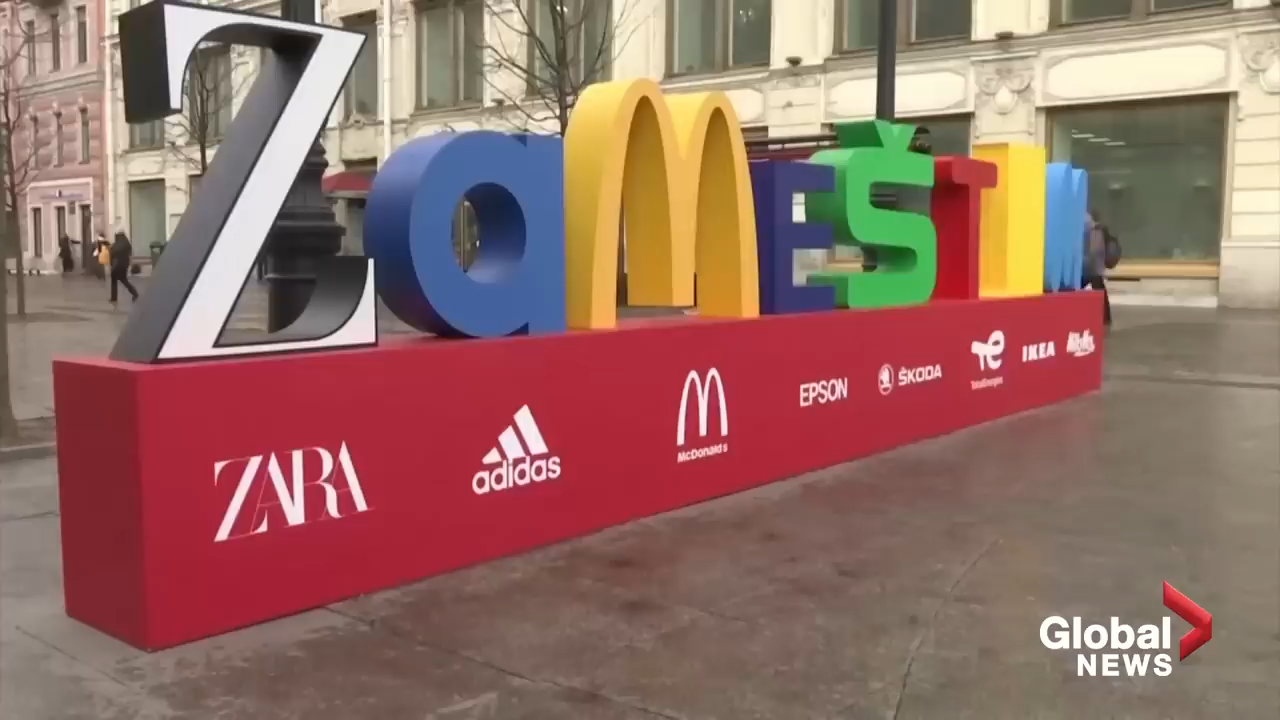 ZaMEŠTIM
ZARA
adidas
McDonald's
EPSON
ŠKODA
TotalEnergies
IKEA
Global
NEWS